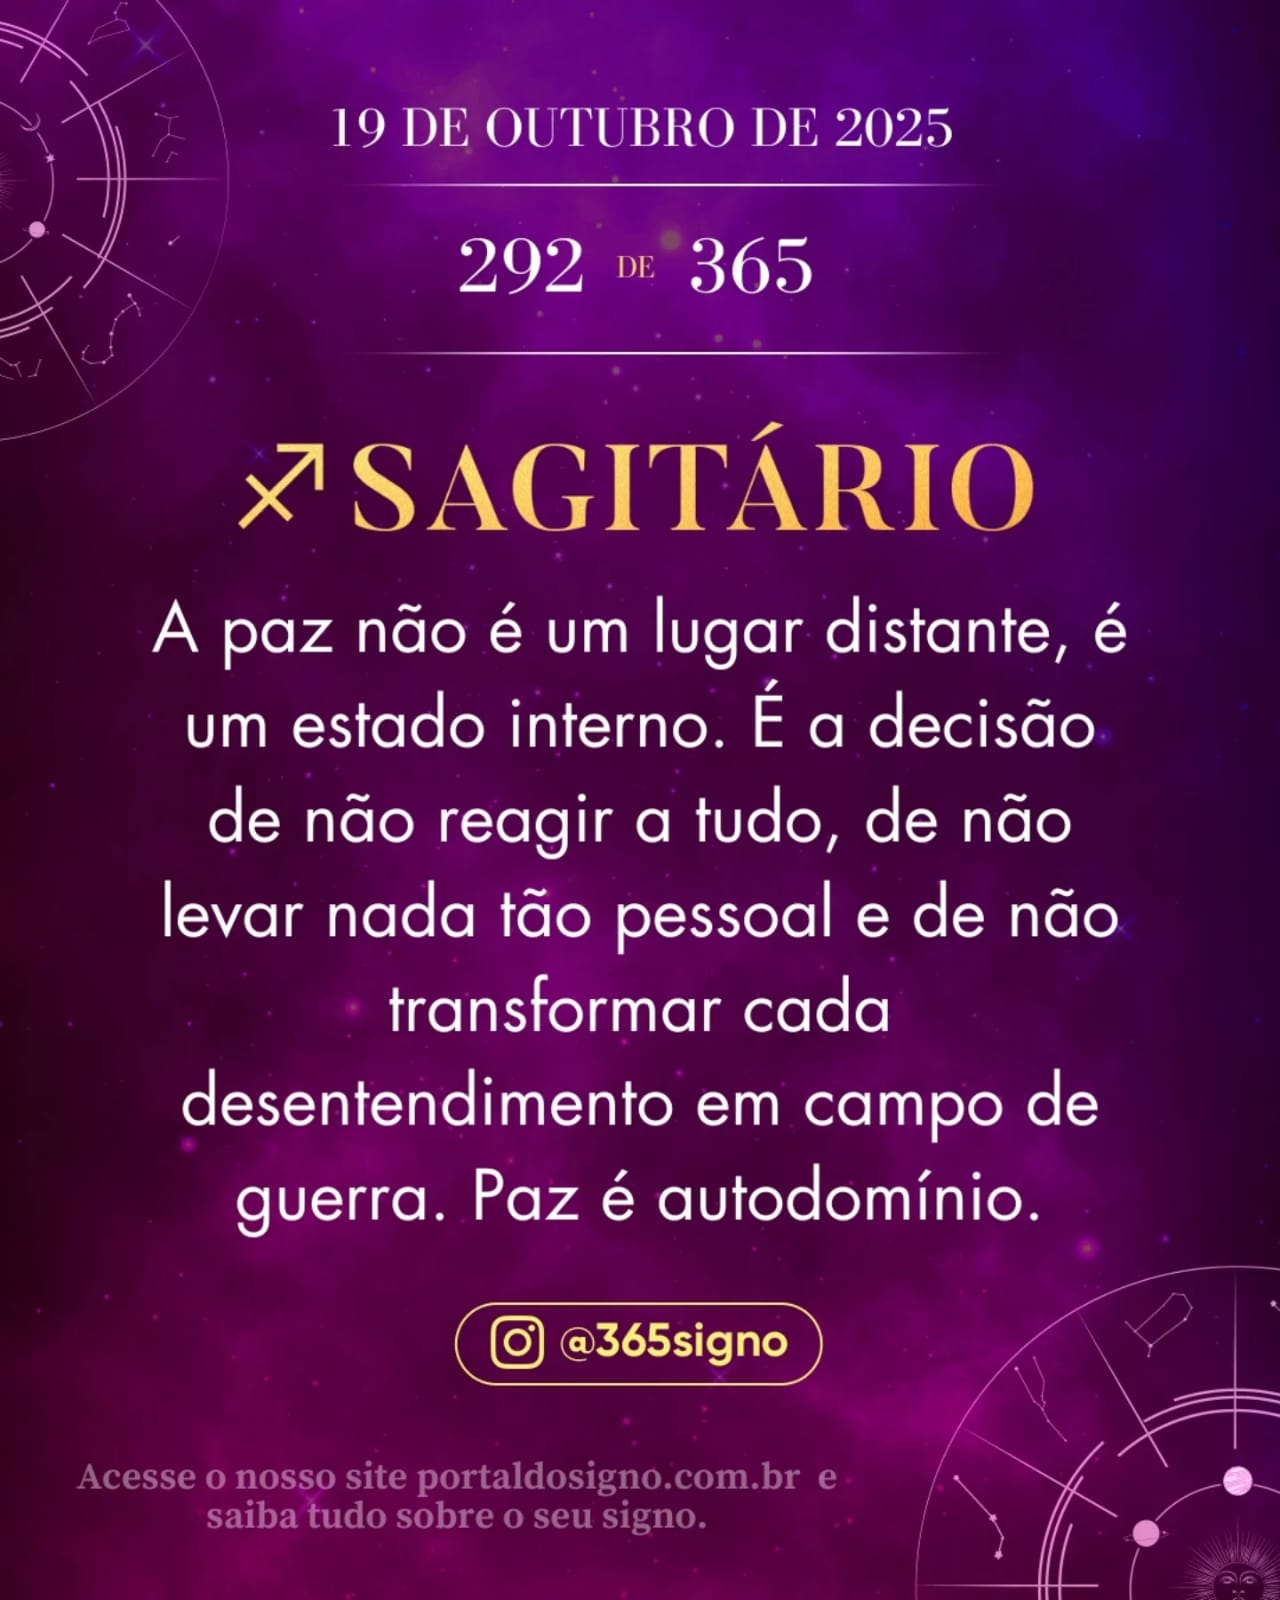 19 DE OUTUBRO DE 2025
292 DE 365
♐SAGITÁRIO
A paz não é um lugar distante, é
um estado interno. É a decisão
de não reagir a tudo, de não
levar nada tão pessoal e de não
transformar cada
desentendimento em campo de
guerra. Paz é autodomínio.
@365signo
Acesse o nosso site portaldosigno.com.br e
saiba tudo sobre o seu signo.